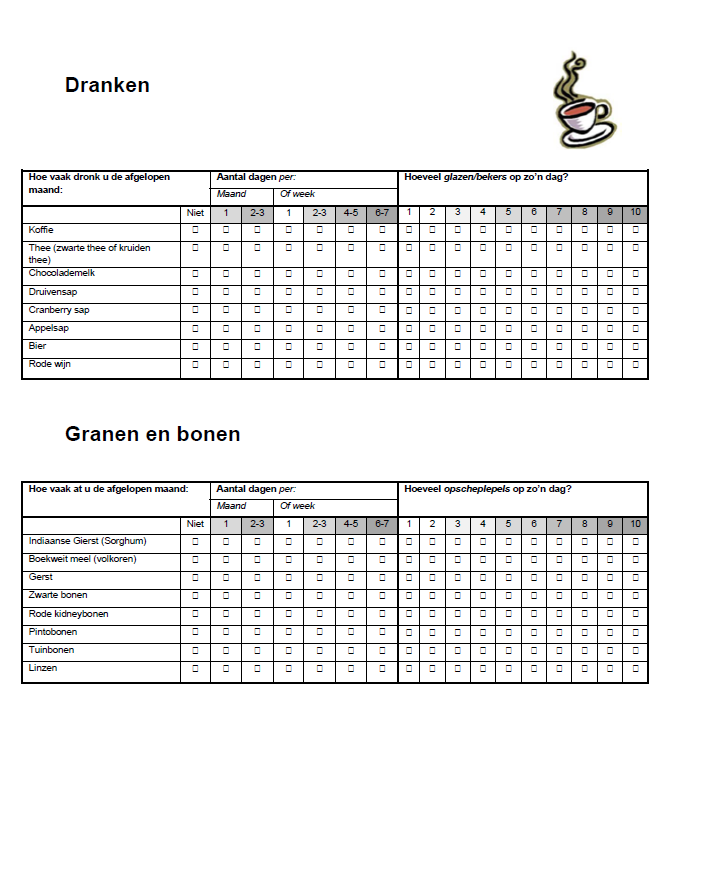 Dranken
Hoe vaak dronk u de afgelopen maand: Aantal dagen per: Hoeveel glazen/bekers op zo'n dag?
Maand Of week
Niet 1 2-3 1 2-3 4-5 6-7 1 2 3 4 5 6 7 8 9 10
Koffie
Thee (zwarte thee of kruiden
thee)
Chocolademelk
Druivensap
Cranberry sap
Appelsap
Bier
Rode wijn
Granen en bonen
Hoe vaak at u de afgelopen maand: Aantal dagen per: Hoeveel opscheplepels op zo'n dag?
Maand Of week
Niet 1 2-3 1 2-3 4-5 6-7 1 2 3 4 5 6 7 8 9 10
Indiaanse Gierst (Sorghum)
Boekweit meel (volkoren)
Gerst
Zwarte bonen
Rode kidneybonen
Pintobonen
Tuinbonen
Linzen